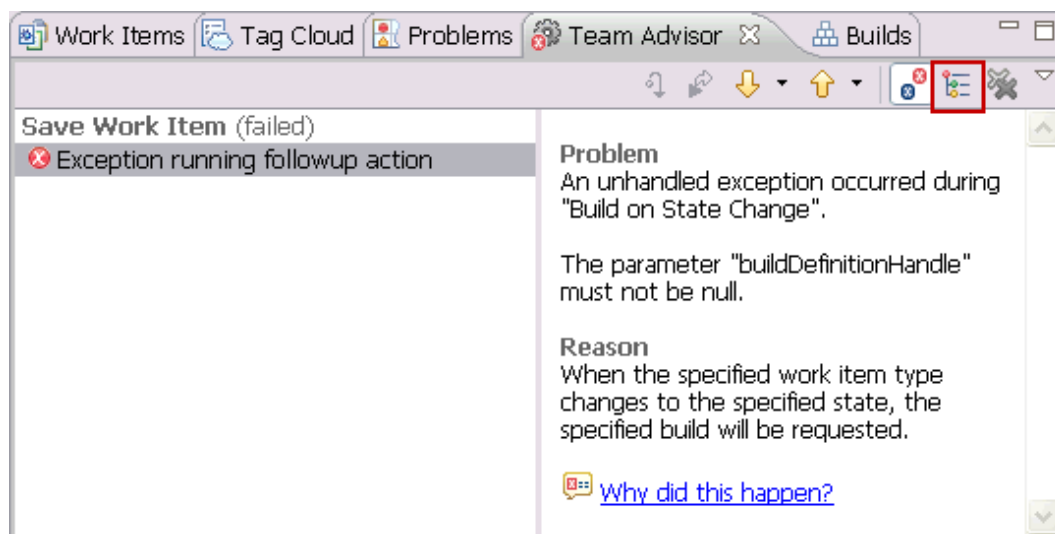 Work Items Tag Cloud Problems Team Advisor Builds
Save Work Item (failed)
Exception running followup action
Problem
An unhandled exception occurred during
"Build on State Change".
The parameter "buildDefinitionHandle"
must not be null.
Reason
When the specified work item type
changes to the specified state, the
specified build will be requested.
Why did this happen?